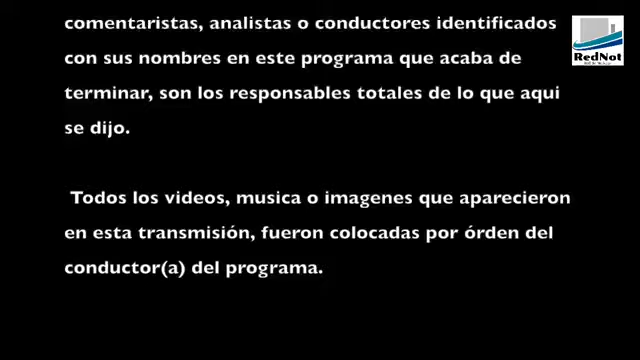 comentaristas, analistas o conductores identificados
con sus nombres en este programa que acaba de
terminar, son los responsables totales de lo que aqui
se dijo.
Todos los videos, musica o imagenes que aparecieron
en esta transmisión, fueron colocadas por órden del
conductor(a) del programa.
RedNot